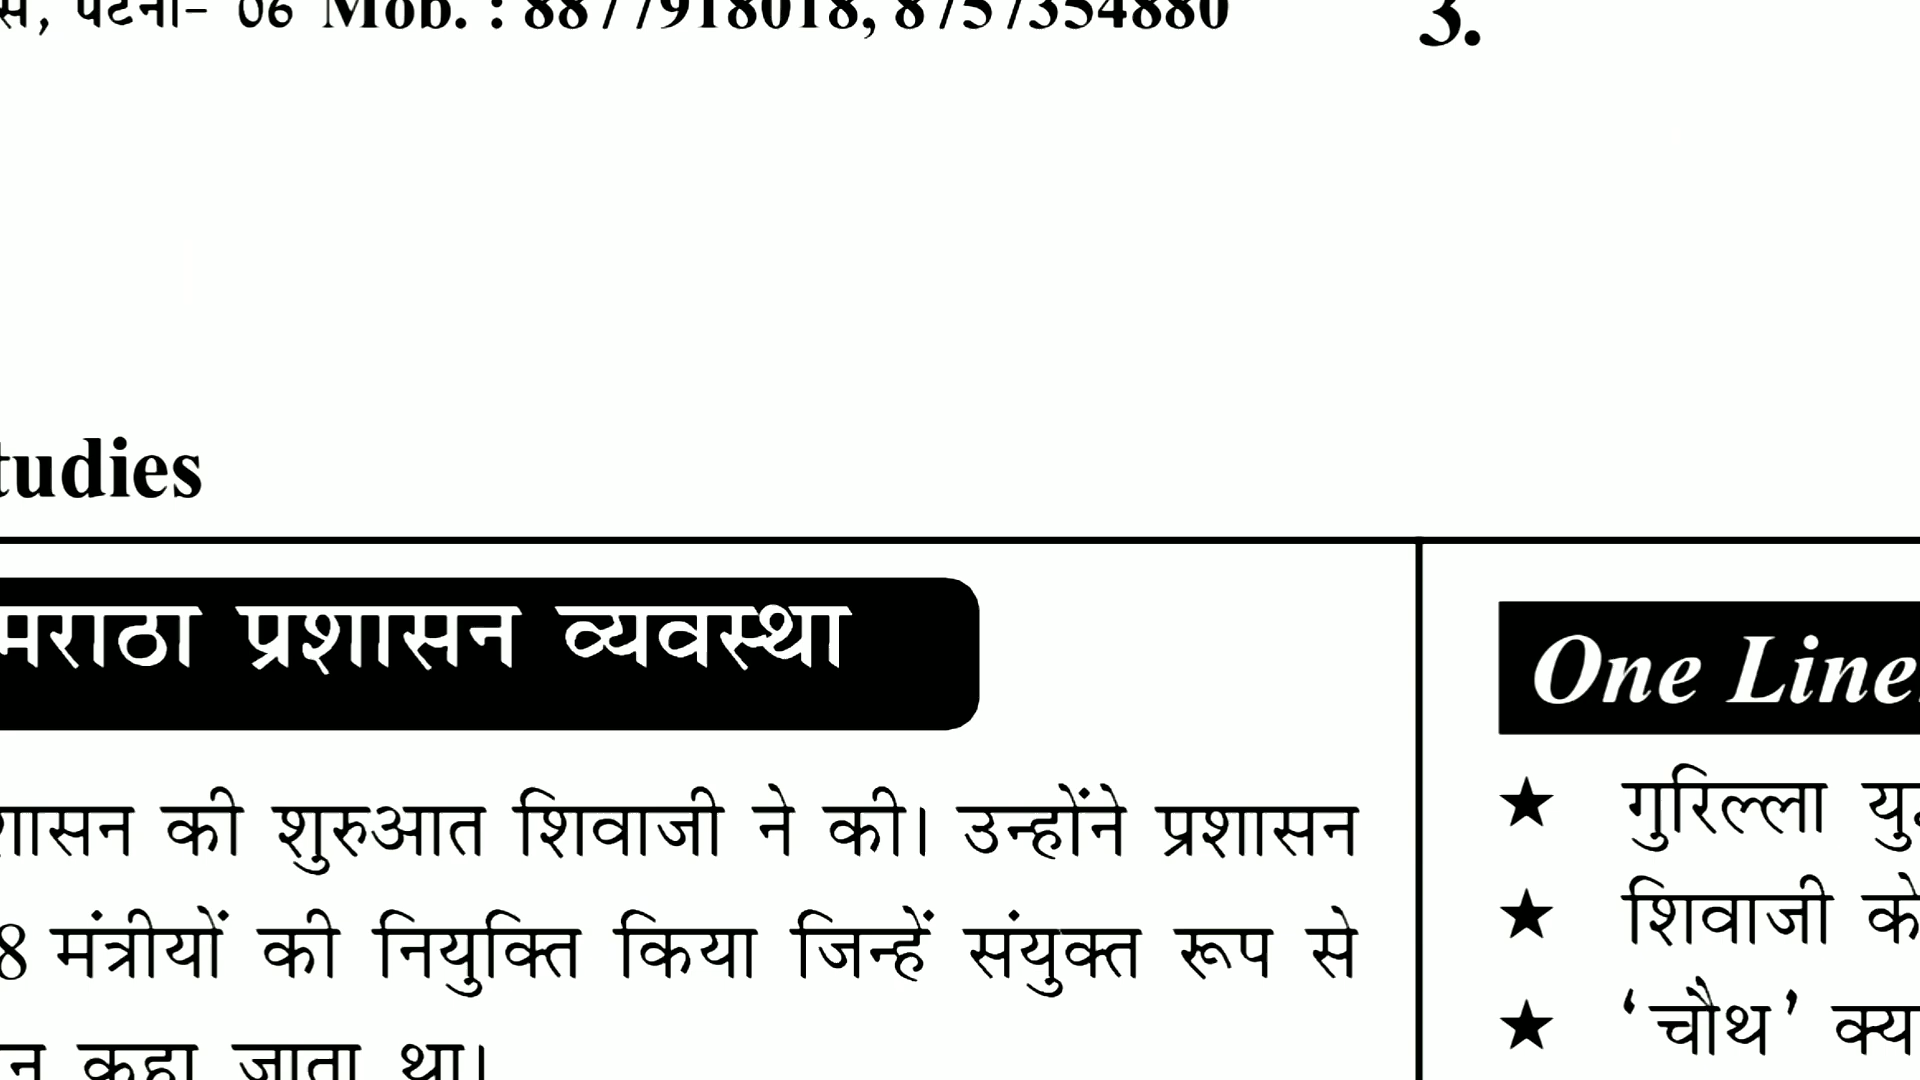 पटना- 06 Mob. : 8877918018, 8757354880
3.
tudies
मराठा प्रशासन व्यवस्था
शासन की शुरुआत शिवाजी ने की। उन्होंने प्रशासन
8 मंत्रीयों की नियुक्ति किया जिन्हें संयुक्त रूप से
न कहा जाता था।
One Line
★ गुरिल्ला
★ शिवाजी के
★ ‘चौथ’ क्य